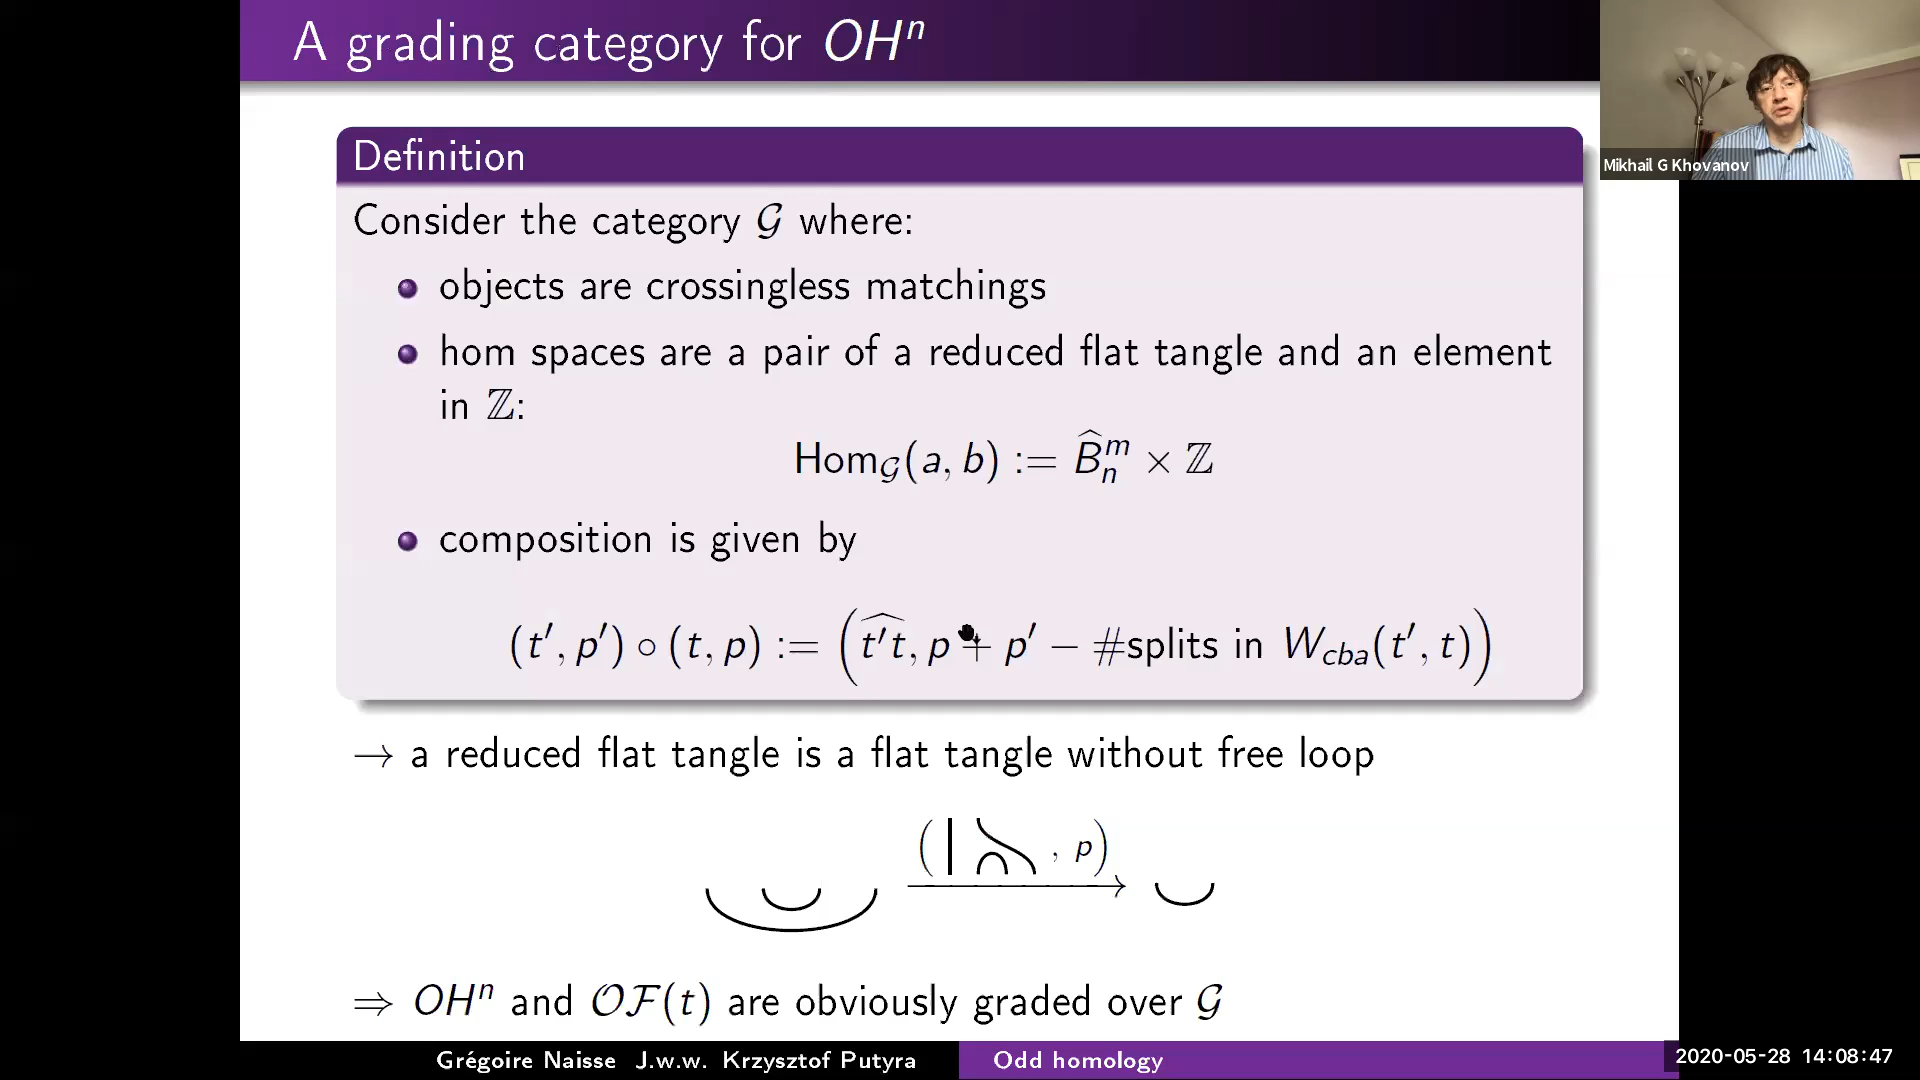 A grading category for OHⁿ
Mikhail G Khovanov
Definition
Consider the category 𝒢 where:
objects are crossingless matchings
hom spaces are a pair of a reduced flat tangle and an element
in ℤ:
Hom_𝒢(a, b) := B̂ₙᵐ × ℤ
composition is given by
(t′, p′) ∘ (t, p) := (t̂′t, p + p′ − #splits in W_cba(t′, t))
→ a reduced flat tangle is a flat tangle without free loop
( , p)
⇒ OHⁿ and 𝒪ℱ(t) are obviously graded over 𝒢
Grégoire Naisse J.w.w. Krzysztof Putyra Odd homology
2020-05-28 14:08:47